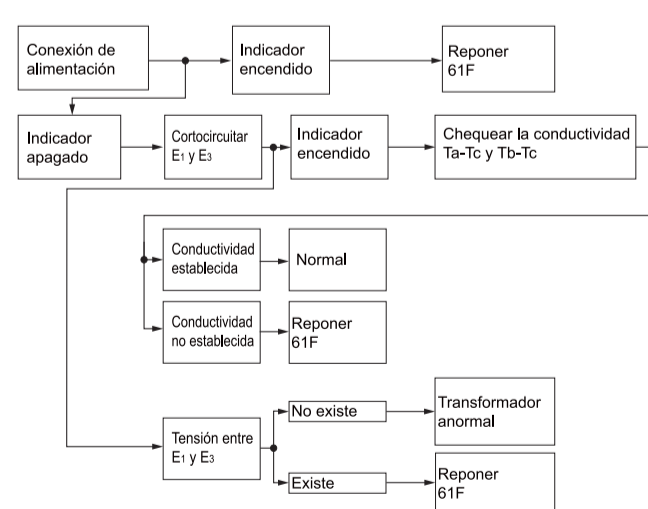 Conexión de
alimentación
Indicador
encendido
Reponer
61F
Indicador
apagado
Cortocircuitar
E1 y E3
Indicador
encendido
Chequear la conductividad
Ta-Tc y Tb-Tc
Conductividad
establecida
Normal
Conductividad
no establecida
Reponer
61F
Tensión entre
E1 y E3
No existe
Transformador
anormal
Existe
Reponer
61F